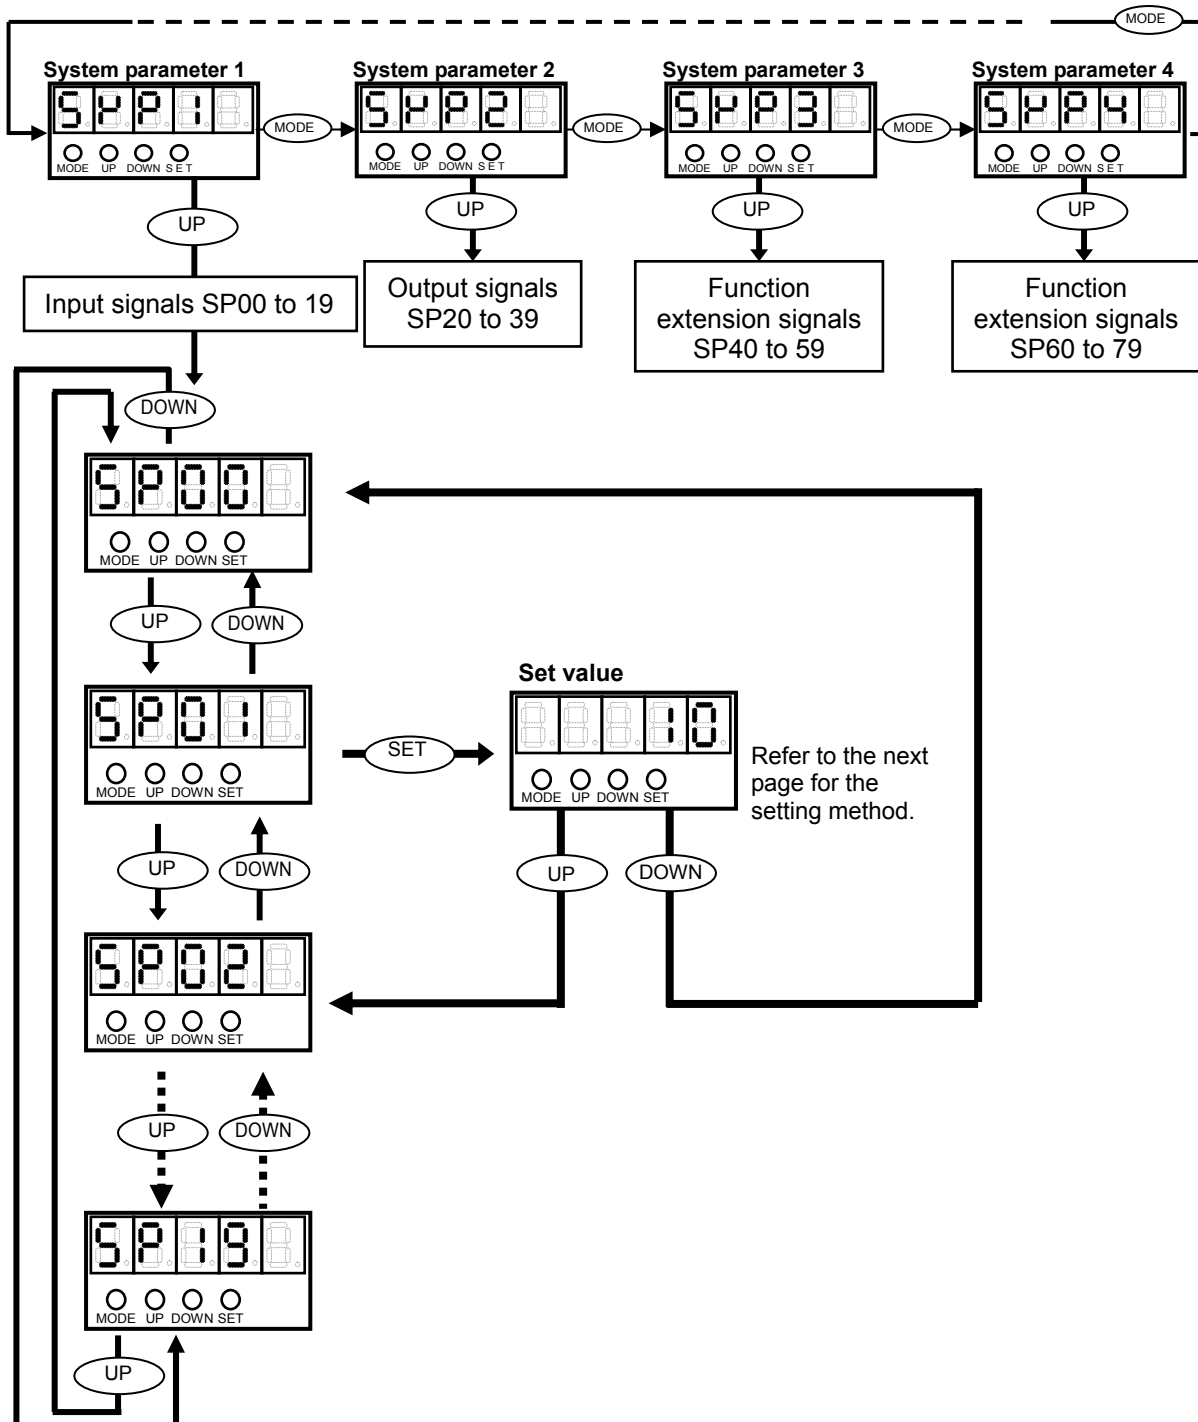 MODE
System parameter 1
System parameter 2
System parameter 3
System parameter 4
SYP1
MODE
SYP2
MODE
SYP3
MODE
SYP4
MODE UP DOWN S E T
MODE UP DOWN S E T
MODE UP DOWN S E T
MODE UP DOWN S E T
UP
UP
UP
UP
Input signals SP00 to 19
Output signals
SP20 to 39
Function
extension signals
SP40 to 59
Function
extension signals
SP60 to 79
DOWN
SP00
MODE UP DOWN SET
UP
DOWN
SP01
MODE UP DOWN SET
SET
Set value
10
MODE UP DOWN SET
Refer to the next
page for the
setting method.
UP
DOWN
UP
DOWN
SP02
MODE UP DOWN SET
UP
DOWN
SP19
MODE UP DOWN SET
UP